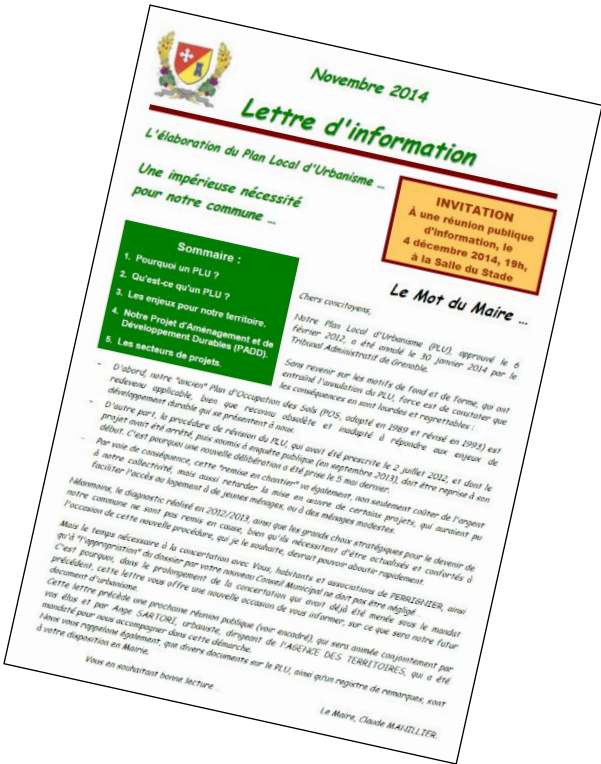 Novembre 2014
Lettre d'information
L'élaboration du Plan Local d'Urbanisme ...
Une impérieuse nécessité
pour notre commune ...
INVITATION
À une réunion publique
d'information, le
4 décembre 2014, 19h,
à la Salle du Stade
Sommaire :
1. Pourquoi un PLU ?
2. Qu'est-ce qu'un PLU ?
3. Les enjeux pour notre territoire.
4. Notre Projet d'Aménagement et de
Développement Durables (PADD).
5. Les secteurs de projets.
Le Mot du Maire ...
Chers concitoyens,
Notre Plan Local d'Urbanisme (PLU), approuvé le 6
février 2012, a été annulé le 30 janvier 2014 par le
Tribunal Administratif de Grenoble.
Sans revenir sur les motifs de fond et de forme, qui ont
entraîné l'annulation du PLU, force est de constater que
les conséquences en sont lourdes et regrettables :
- D'abord, notre "ancien" Plan d'Occupation des Sols (POS, adopté en 1989 et révisé en 1993) est
redevenu applicable, bien que reconnu obsolète et inadapté à répondre aux enjeux de
développement durable qui se présentent à nous.
- D'autre part, la procédure de révision du PLU, qui avait été prescrite le 2 juillet 2012, et dont le
projet avait été arrêté, puis soumis à enquête publique (en septembre 2013), doit être reprise à son
début. C'est pourquoi une nouvelle délibération a été prise le 5 mai dernier.
- Par voie de conséquence, cette "remise en chantier" va également, non seulement coûter de l'argent
à notre collectivité, mais aussi retarder la mise en œuvre de certains projets, qui auraient pu
faciliter l'accès au logement à de jeunes ménages, ou à des ménages modestes.
Néanmoins, le diagnostic réalisé en 2012/2013, ainsi que les grands choix stratégiques pour le devenir de
notre commune ne sont pas remis en cause, bien qu'ils nécessitent d'être actualisés et confortés à
l'occasion de cette nouvelle procédure, qui je le souhaite, devrait pouvoir aboutir rapidement.
Mais le temps nécessaire à la concertation avec Vous, habitants et associations de PERRIGNIER, ainsi
qu'à "l'appropriation" du dossier par votre nouveau Conseil Municipal ne doit pas être négligé.
C'est pourquoi, dans le prolongement de la concertation qui avait déjà été menée sous le mandat
précédent, cette lettre vous offre une nouvelle occasion de vous informer, sur ce que sera notre futur
document d'urbanisme.
Cette lettre précède une prochaine réunion publique (voir encadré), qui sera animée conjointement par
vos élus et par Ange SARTORI, urbaniste, dirigeant de l'AGENCE DES TERRITOIRES, qui a été
mandaté pour nous accompagner dans cette démarche.
Nous vous rappelons également, que divers documents sur le PLU, ainsi qu'un registre de remarques, sont
à votre disposition en Mairie.
Vous en souhaitant bonne lecture ...
Le Maire, Claude MANILLIER.